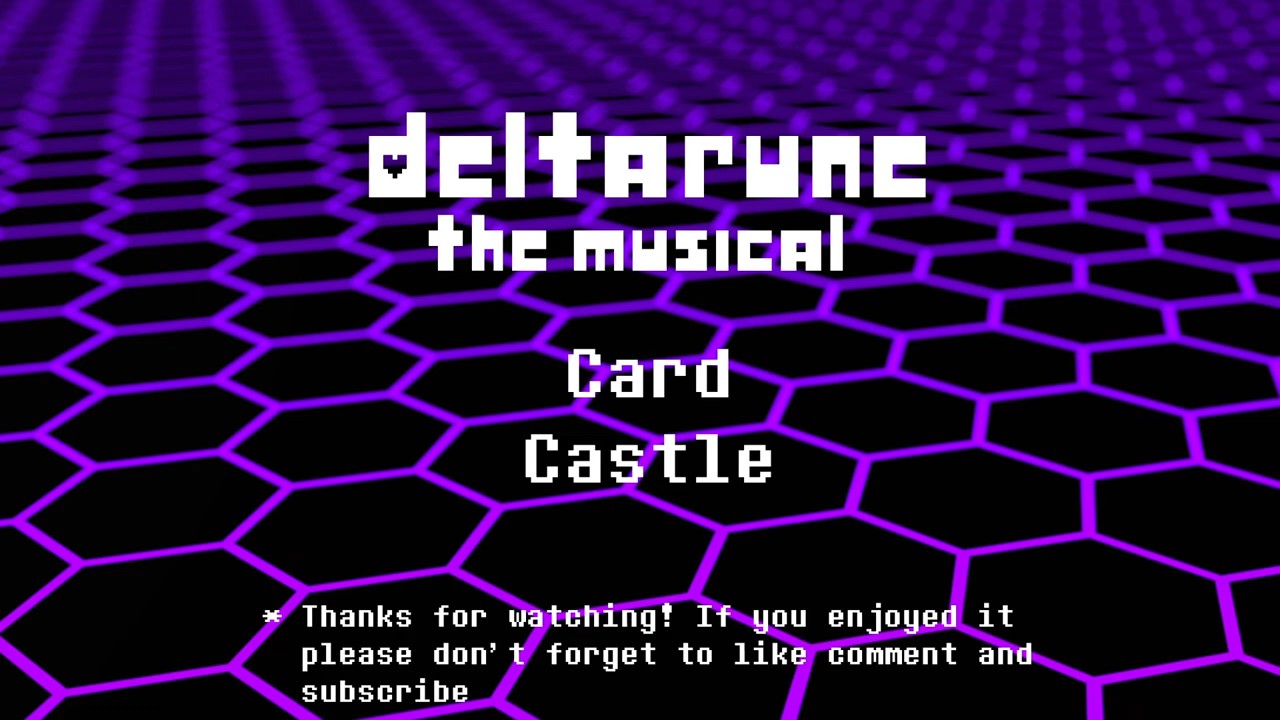 deltarune
the musical
Card
Castle
* Thanks for watching! If you enjoyed it
please don't forget to like comment and
subscribe